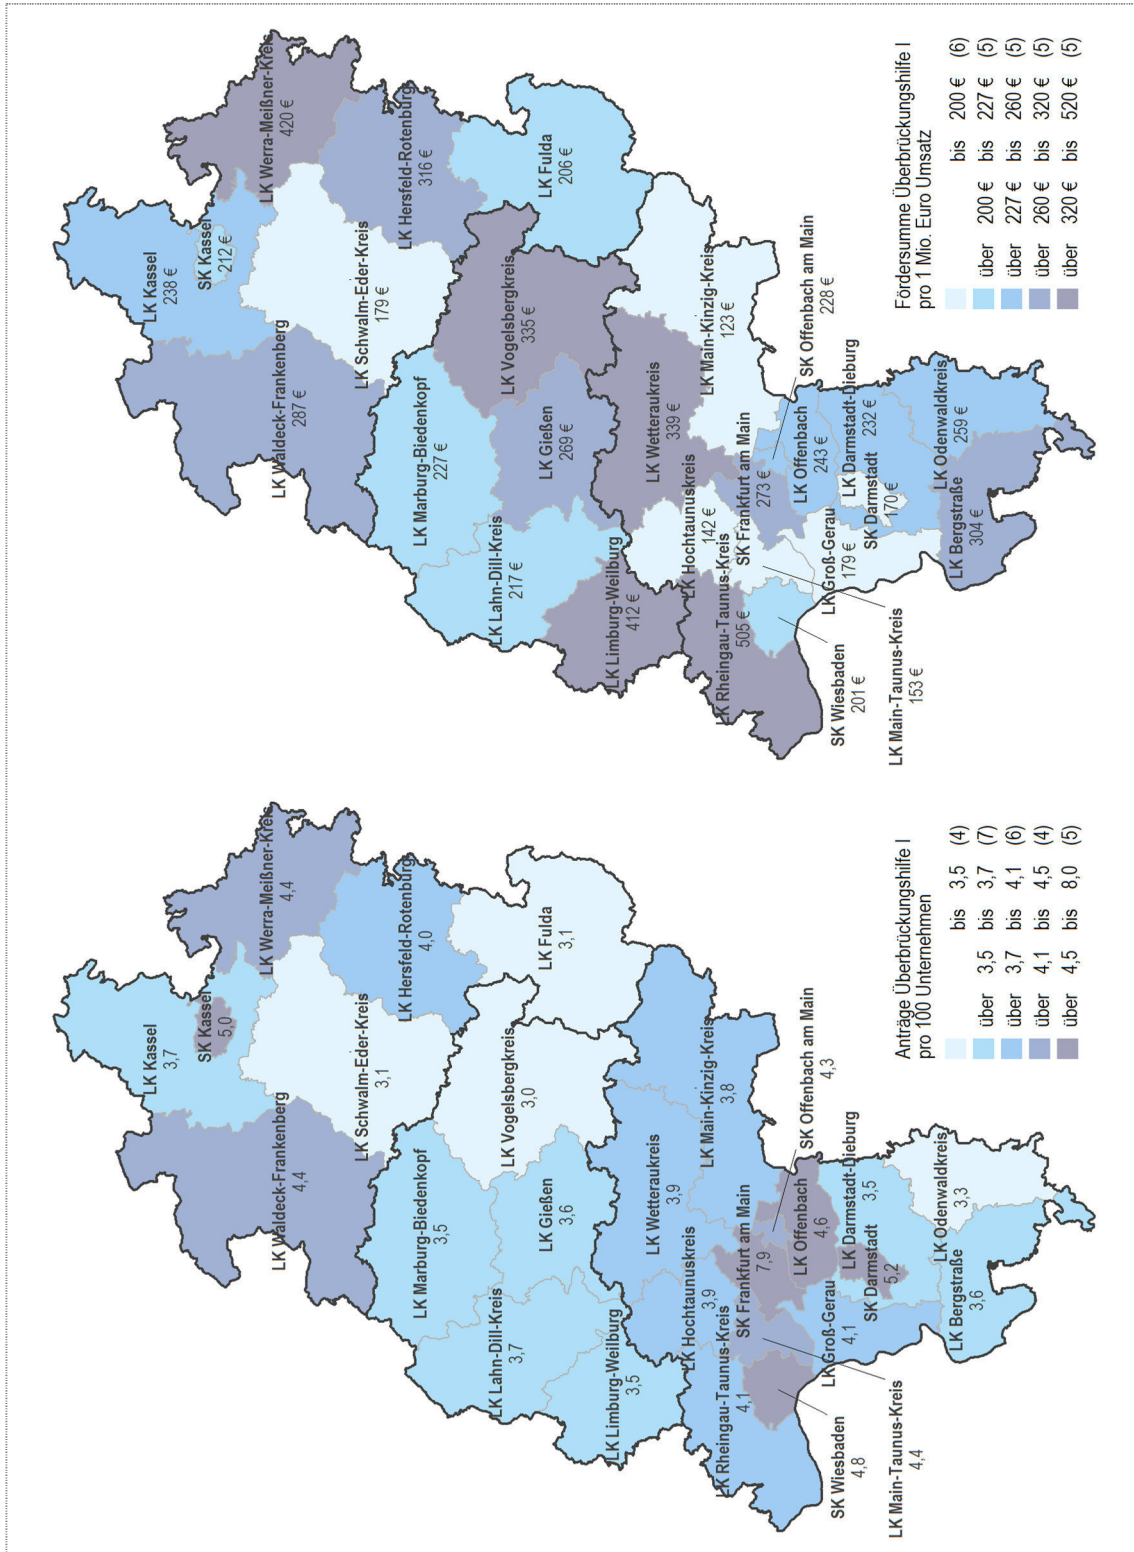 Anträge Überbrückungshilfe I
pro 100 Unternehmen
bis 3,5 (4)
über 3,5 bis 3,7 (7)
über 3,7 bis 4,1 (6)
über 4,1 bis 4,5 (4)
über 4,5 bis 8,0 (5)
LK Kassel
3,7
SK Kassel
5,0
LK Werra-Meißner-Kreis
4,4
LK Waldeck-Frankenberg
4,4
LK Schwalm-Eder-Kreis
3,1
LK Hersfeld-Rotenburg
4,0
LK Marburg-Biedenkopf
3,5
LK Lahn-Dill-Kreis
3,7
LK Vogelsbergkreis
3,0
LK Fulda
3,1
LK Gießen
3,6
LK Limburg-Weilburg
3,5
LK Wetteraukreis
3,9
LK Hochtaunuskreis
3,9
LK Main-Kinzig-Kreis
3,8
LK Rheingau-Taunus-Kreis
4,1
SK Frankfurt am Main
7,9
SK Offenbach am Main
4,3
LK Offenbach
4,6
LK Groß-Gerau
4,1
SK Wiesbaden
4,8
LK Main-Taunus-Kreis
4,4
LK Darmstadt-Dieburg
3,5
SK Darmstadt
5,2
LK Odenwaldkreis
3,3
LK Bergstraße
3,6
Fördersumme Überbrückungshilfe I
pro 1 Mio. Euro Umsatz
bis 200 € (6)
über 200 € bis 227 € (5)
über 227 € bis 260 € (5)
über 260 € bis 320 € (5)
über 320 € bis 520 € (5)
LK Kassel
238 €
SK Kassel
212 €
LK Werra-Meißner-Kreis
420 €
LK Waldeck-Frankenberg
287 €
LK Schwalm-Eder-Kreis
179 €
LK Hersfeld-Rotenburg
316 €
LK Marburg-Biedenkopf
227 €
LK Lahn-Dill-Kreis
217 €
LK Vogelsbergkreis
335 €
LK Fulda
206 €
LK Gießen
269 €
LK Limburg-Weilburg
412 €
LK Wetteraukreis
339 €
LK Hochtaunuskreis
142 €
LK Main-Kinzig-Kreis
123 €
LK Rheingau-Taunus-Kreis
505 €
SK Frankfurt am Main
273 €
SK Offenbach am Main
228 €
LK Offenbach
243 €
LK Groß-Gerau
179 €
SK Wiesbaden
201 €
LK Main-Taunus-Kreis
153 €
LK Darmstadt-Dieburg
232 €
SK Darmstadt
170 €
LK Odenwaldkreis
259 €
LK Bergstraße
304 €